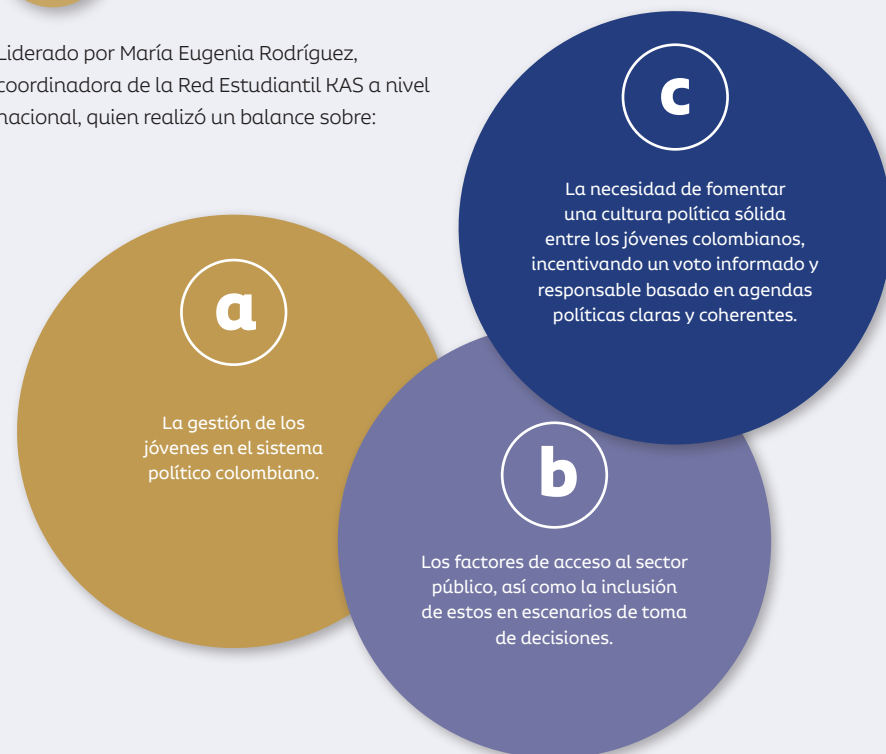 Liderado por María Eugenia Rodríguez,
coordinadora de la Red Estudiantil KAS a nivel
nacional, quien realizó un balance sobre:
a
La gestión de los
jóvenes en el sistema
político colombiano.
b
Los factores de acceso al sector
público, así como la inclusión
de estos en escenarios de toma
de decisiones.
c
La necesidad de fomentar
una cultura política sólida
entre los jóvenes colombianos,
incentivando un voto informado y
responsable basado en agendas
políticas claras y coherentes.